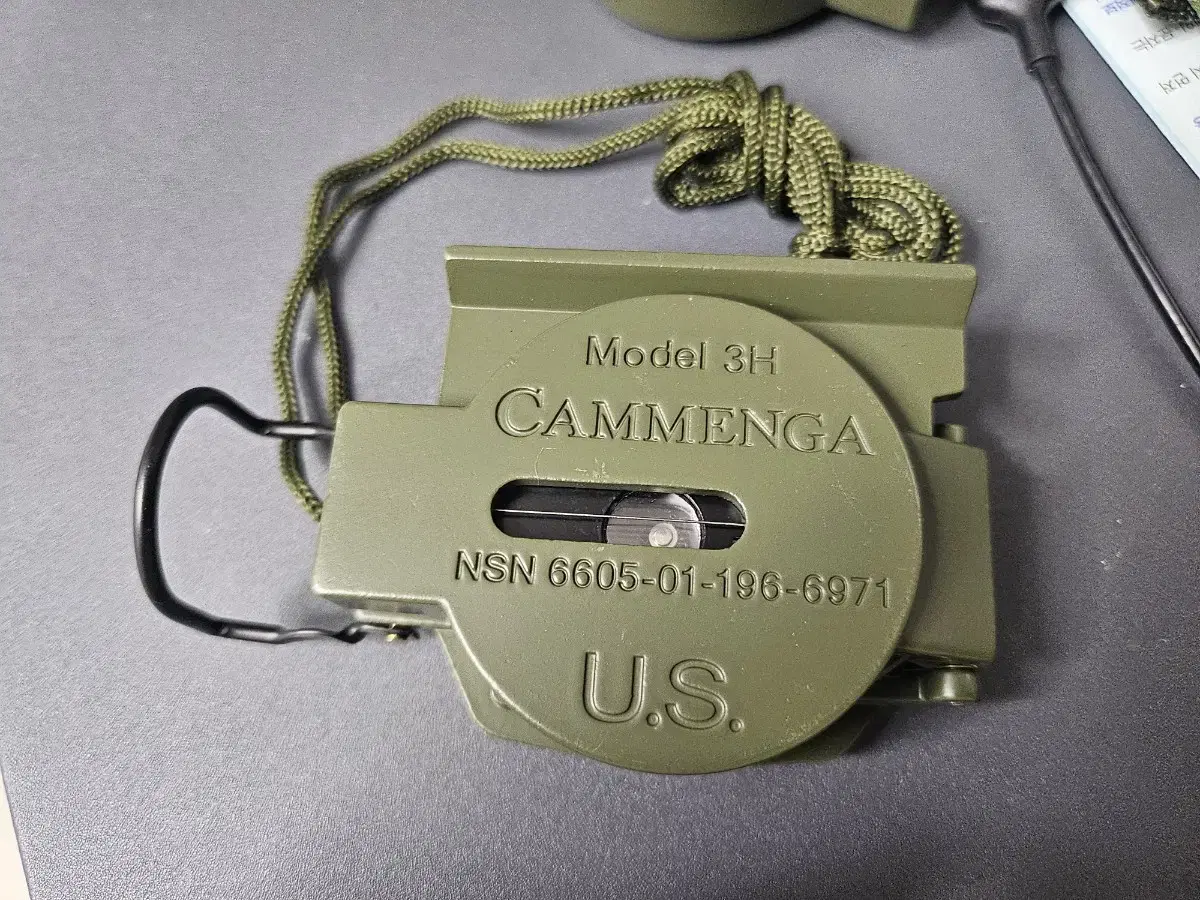 Model 3H
CAMMENGA
NSN 6605-01-196-6971
U.S.